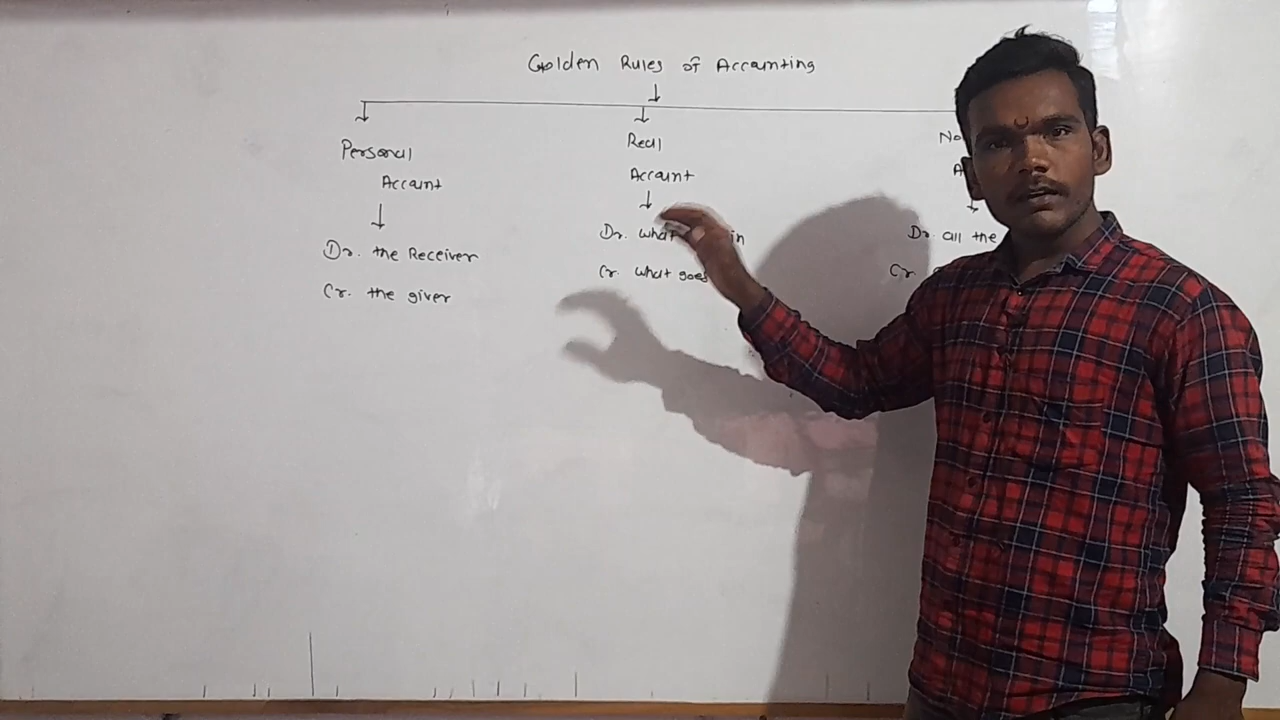 Golden Rules of Accounting
Personal
Account
Dr. the Receiver
Cr. the giver
Real
Account
Dr. what in
Cr. what goes
No
A
Dr. all the
Cr.